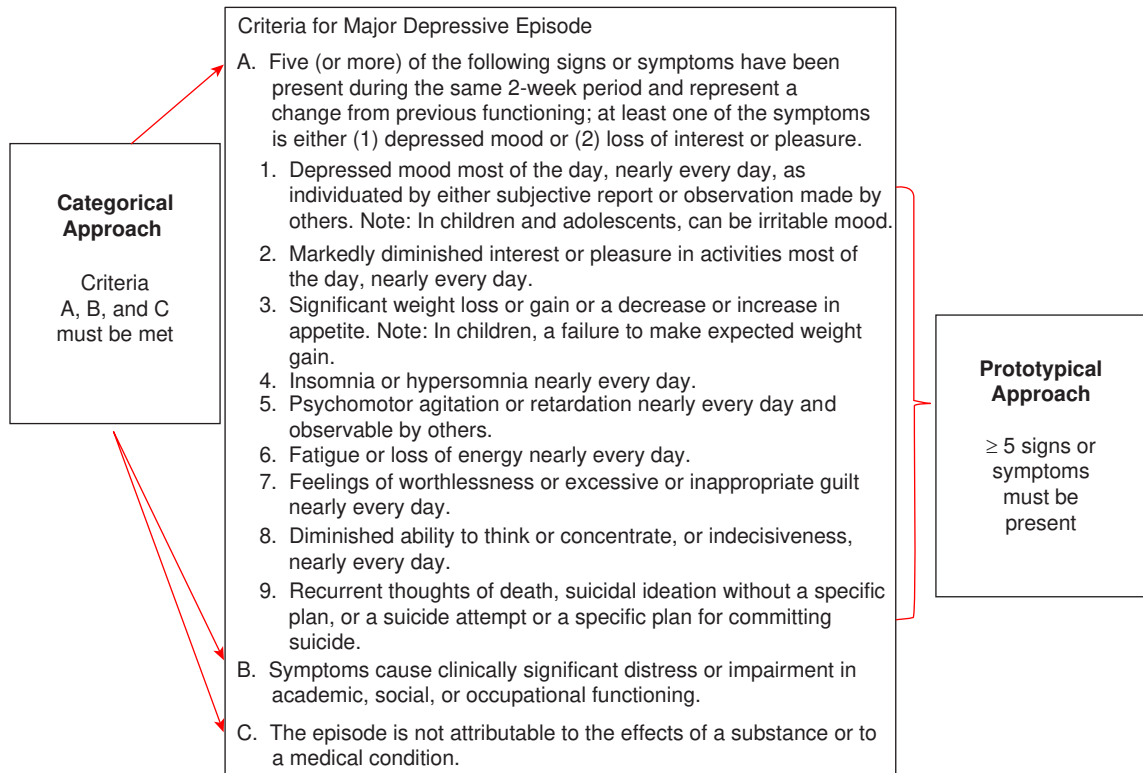 Criteria for Major Depressive Episode
A. Five (or more) of the following signs or symptoms have been
present during the same 2-week period and represent a
change from previous functioning; at least one of the symptoms
is either (1) depressed mood or (2) loss of interest or pleasure.
1. Depressed mood most of the day, nearly every day, as
individuated by either subjective report or observation made by
others. Note: In children and adolescents, can be irritable mood.
2. Markedly diminished interest or pleasure in activities most of
the day, nearly every day.
3. Significant weight loss or gain or a decrease or increase in
appetite. Note: In children, a failure to make expected weight
gain.
4. Insomnia or hypersomnia nearly every day.
5. Psychomotor agitation or retardation nearly every day and
observable by others.
6. Fatigue or loss of energy nearly every day.
7. Feelings of worthlessness or excessive or inappropriate guilt
nearly every day.
8. Diminished ability to think or concentrate, or indecisiveness,
nearly every day.
9. Recurrent thoughts of death, suicidal ideation without a specific
plan, or a suicide attempt or a specific plan for committing
suicide.
B. Symptoms cause clinically significant distress or impairment in
academic, social, or occupational functioning.
C. The episode is not attributable to the effects of a substance or to
a medical condition.
Categorical
Approach
Criteria
A, B, and C
must be met
Prototypical
Approach
≥ 5 signs or
symptoms
must be
present